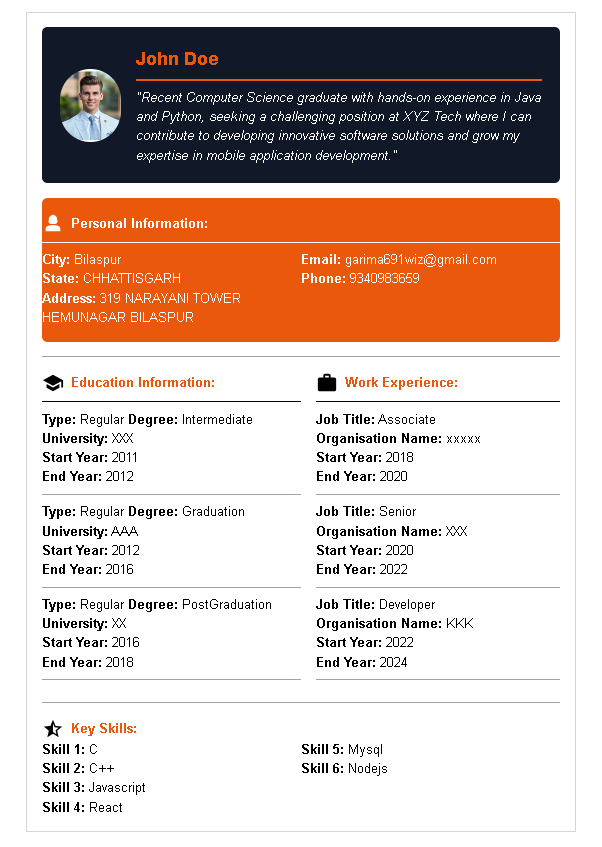 John Doe
"Recent Computer Science graduate with hands-on experience in Java
and Python, seeking a challenging position at XYZ Tech where I can
contribute to developing innovative software solutions and grow my
expertise in mobile application development."
Personal Information:
City: Bilaspur
State: CHHATTISGARH
Address: 319 NARAYANI TOWER
HEMUNAGAR BILASPUR
Email: garima691wiz@gmail.com
Phone: 9340983659
Education Information:
Type: Regular Degree: Intermediate
University: XXX
Start Year: 2011
End Year: 2012
Type: Regular Degree: Graduation
University: AAA
Start Year: 2012
End Year: 2016
Type: Regular Degree: PostGraduation
University: XX
Start Year: 2016
End Year: 2018
Work Experience:
Job Title: Associate
Organisation Name: xxxxx
Start Year: 2018
End Year: 2020
Job Title: Senior
Organisation Name: XXX
Start Year: 2020
End Year: 2022
Job Title: Developer
Organisation Name: KKK
Start Year: 2022
End Year: 2024
Key Skills:
Skill 1: C
Skill 2: C++
Skill 3: Javascript
Skill 4: React
Skill 5: Mysql
Skill 6: Nodejs